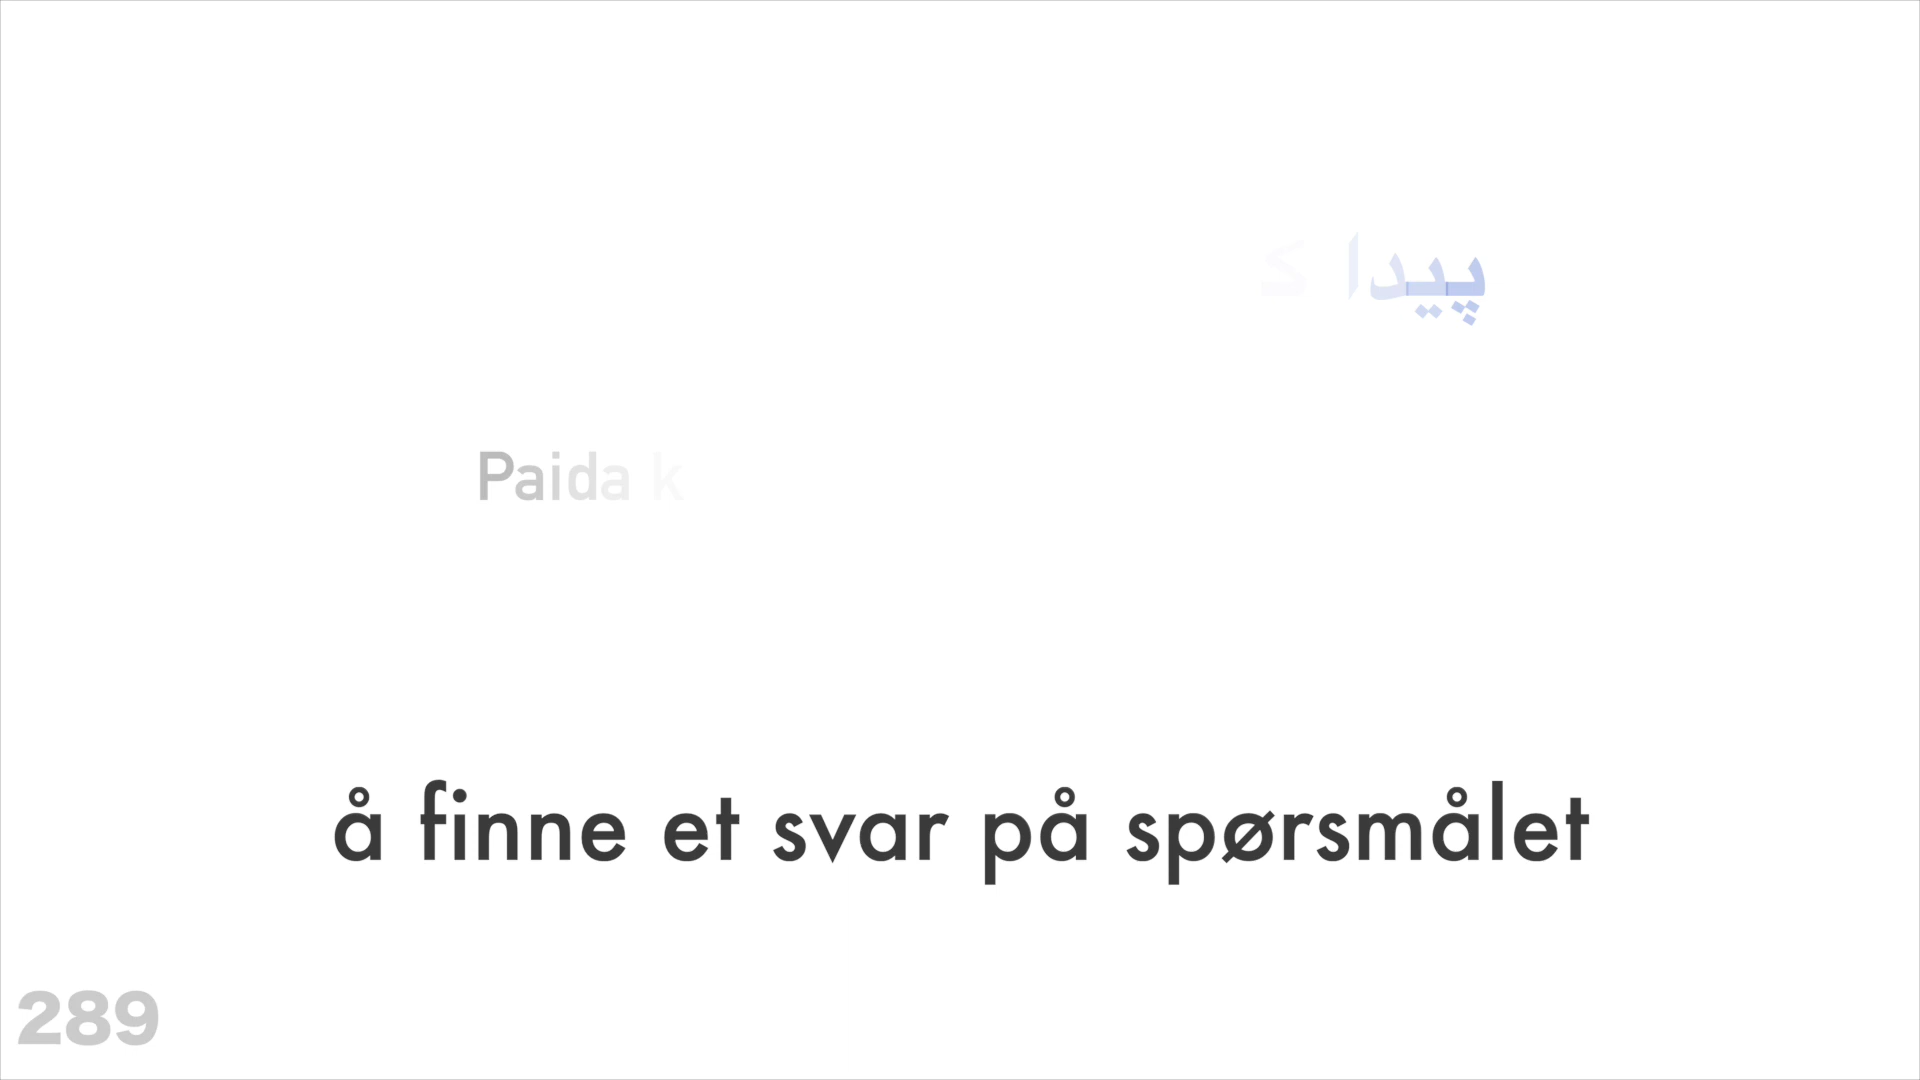 پیدا ک
Paida k
å finne et svar på spørsmålet
289